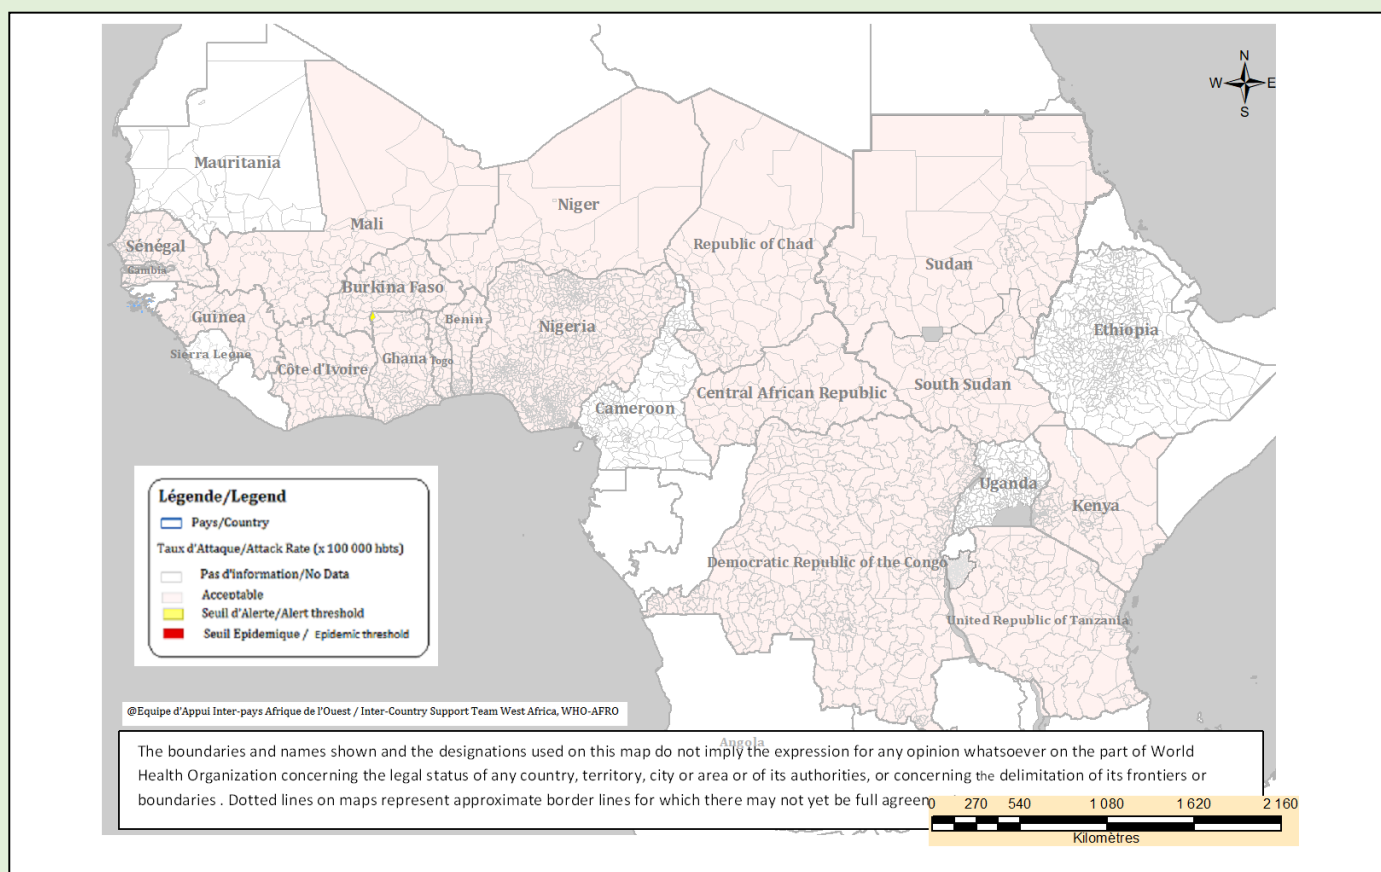 N
W E
S
Mauritania
Mali
Niger
Sénégal
Gambia
Republic of Chad
Sudan
Burkina Faso
Guinea
Benin
Nigeria
Ethiopia
Sierra Leone
Côte d'Ivoire
Ghana
Togo
Cameroon
Central African Republic
South Sudan
Uganda
Kenya
Democratic Republic of the Congo
United Republic of Tanzania
Angola
Légende/Legend
Pays/Country
Taux d'Attaque/Attack Rate (x 100 000 hbts)
Pas d'information/No Data
Acceptable
Seuil d'Alerte/Alert threshold
Seuil Epidemique / Epidemic threshold
@Equipe d'Appui Inter-pays Afrique de l'Ouest / Inter-Country Support Team West Africa, WHO-AFRO
The boundaries and names shown and the designations used on this map do not imply the expression for any opinion whatsoever on the part of World
Health Organization concerning the legal status of any country, territory, city or area or of its authorities, or concerning the delimitation of its frontiers or
boundaries . Dotted lines on maps represent approximate border lines for which there may not yet be full agreem
0 270 540 1 080 1 620 2 160
Kilomètres